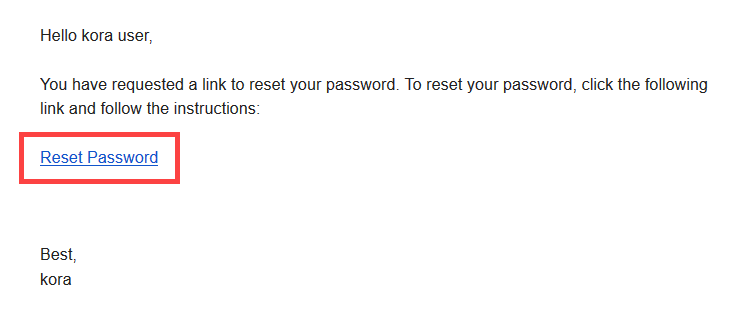 Hello kora user,
You have requested a link to reset your password. To reset your password, click the following
link and follow the instructions:
Reset Password
Best,
kora